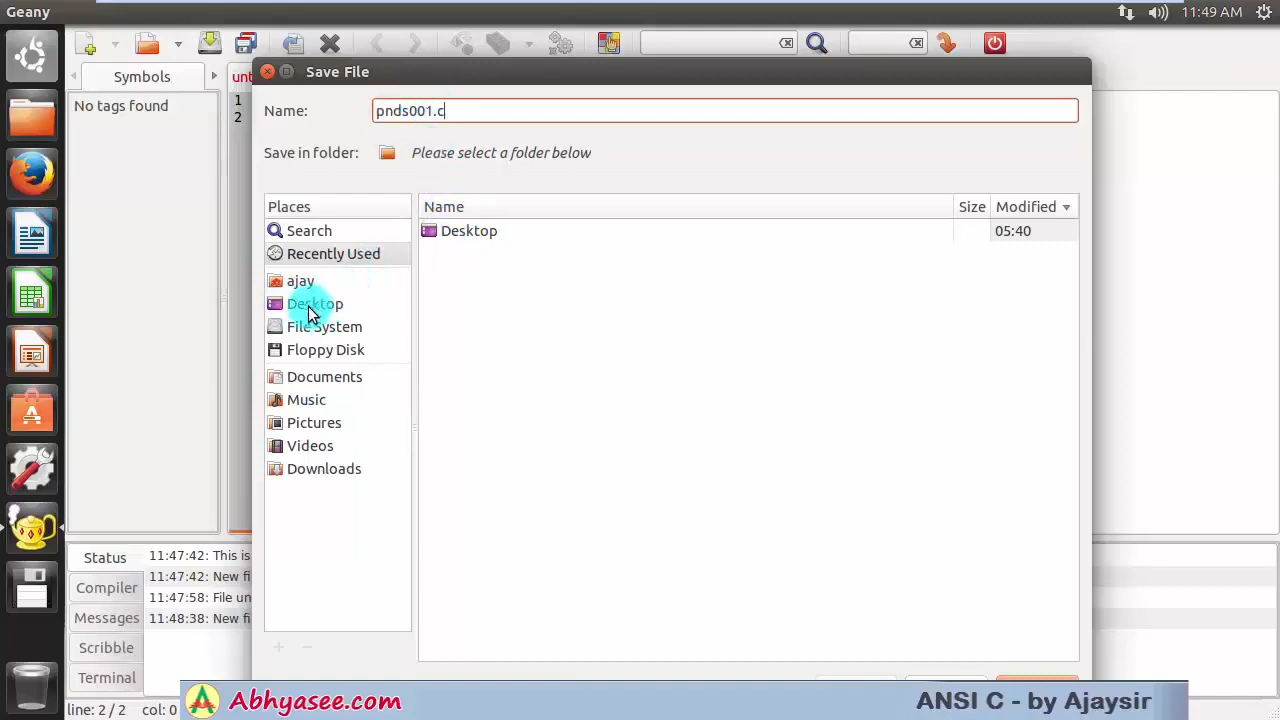 Geany
11:49 AM
Symbols
No tags found
1
2
Save File
Name:
pnds001.c
Save in folder:
Please select a folder below
Places
Name
Size
Modified
Search
Desktop
05:40
Recently Used
ajay
Desktop
File System
Floppy Disk
Documents
Music
Pictures
Videos
Downloads
Status
11:47:42: This is
Compiler
11:47:42: New fi
11:47:58: File un
Messages
11:48:38: New fi
Scribble
Terminal
line: 2 / 2
col: 0
Abhyasee.com
ANSI C - by Ajaysir